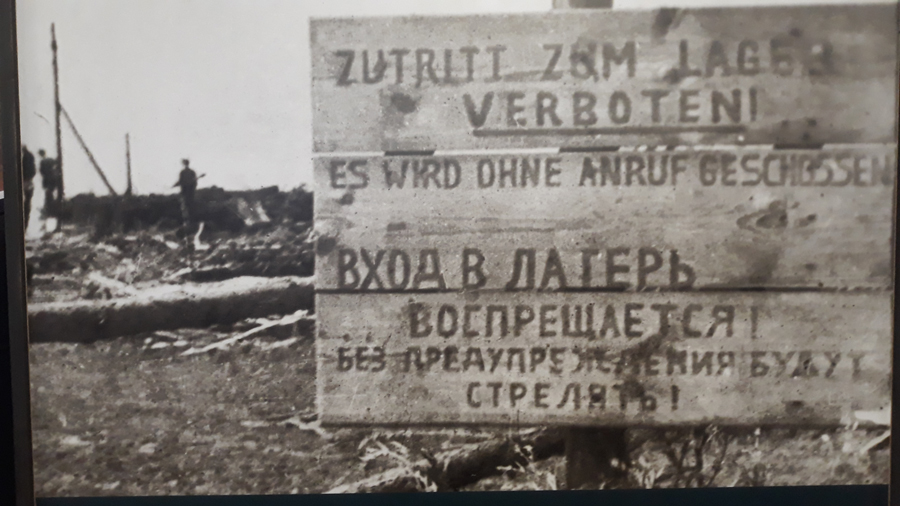 ZUTRITT ZUM LAGER
VERBOTEN!
ES WIRD OHNE ANRUF GESCHOSSEN
ВХОД В ЛАГЕРЬ
ВОСПРЕЩАЕТСЯ!
БЕЗ ПРЕДУПРЕЖДЕНИЯ БУДУТ
СТРЕЛЯТЬ!